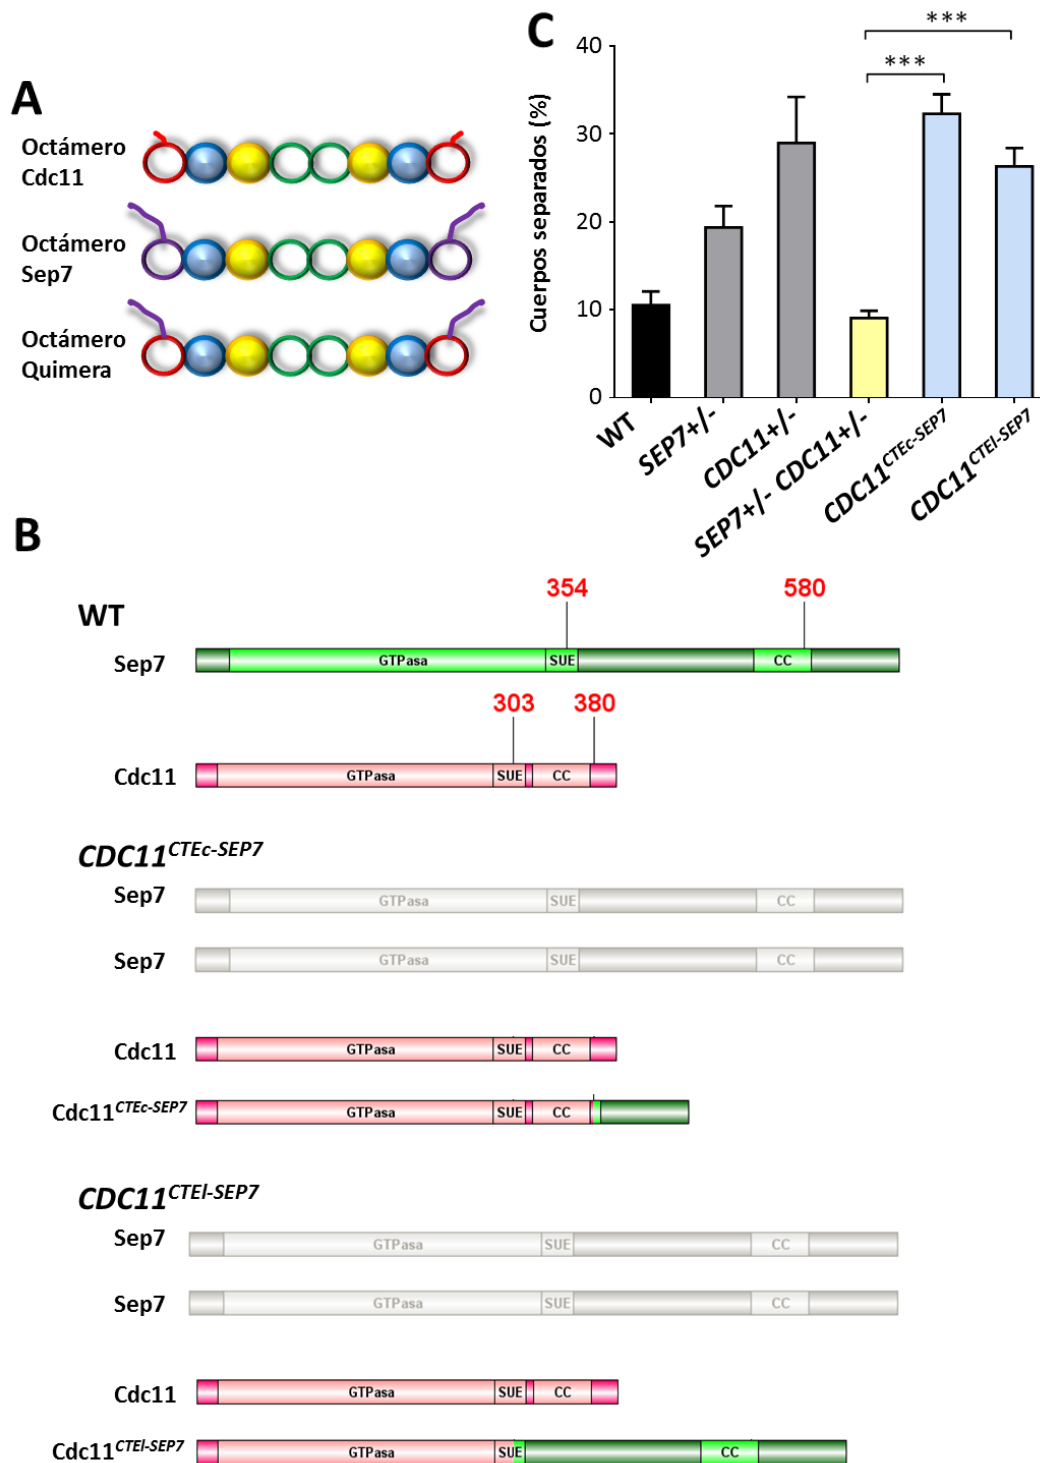 A
Octámero
Cdc11
Octámero
Sep7
Octámero
Quimera
C
Cuerpos separados (%)
40
30
20
10
0
***
***
WT
SEP7+/-
CDC11+/-
SEP7+/- CDC11+/-
CDC11CTEc-SEP7
CDC11CTEl-SEP7
B
WT
354
580
Sep7
GTPasa
SUE
CC
303
380
Cdc11
GTPasa
SUE
CC
CDC11CTEc-SEP7
Sep7
GTPasa
SUE
CC
Sep7
GTPasa
SUE
CC
Cdc11
GTPasa
SUE
CC
Cdc11CTEc-SEP7
GTPasa
SUE
CC
CDC11CTEl-SEP7
Sep7
GTPasa
SUE
CC
Sep7
GTPasa
SUE
CC
Cdc11
GTPasa
SUE
CC
Cdc11CTEl-SEP7
GTPasa
SUE
CC